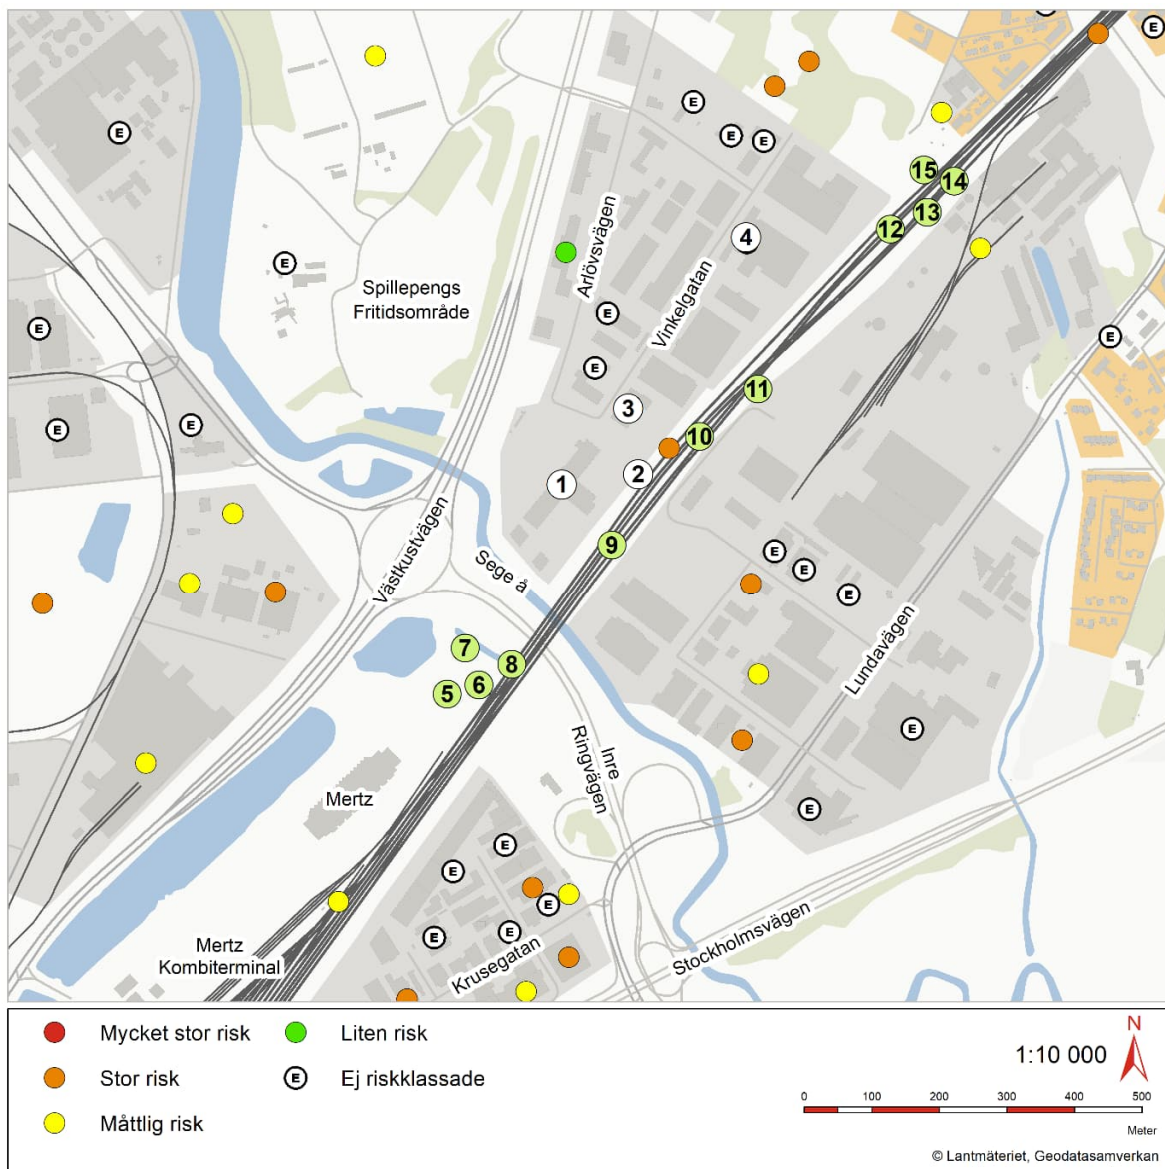 E
E
E
E
15
14
13
12
4
E
Arlövsvägen
Vinkelgatan
Spillepengs
Fritidsområde
E
E
E
E
11
3
10
E
E
2
1
9
Västkustvägen
Sege å
E
E
E
Lundavägen
7
8
6
5
E
Inre
Ringvägen
Mertz
E
E
E
E
E
E
Krusegatan
Stockholmsvägen
Mertz
Kombiterminal
E
E
Mycket stor risk
Liten risk
Stor risk
E
Ej riskklassade
Måttlig risk
N
1:10 000
0 100 200 300 400 500
Meter
© Lantmäteriet, Geodatasamverkan